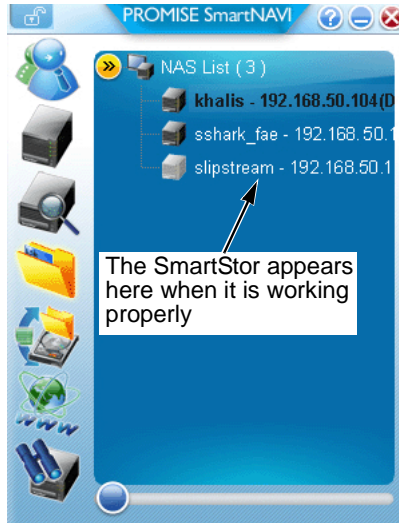 PROMISE SmartNAVI
NAS List ( 3 )
khalis - 192.168.50.104(D
sshark_fae - 192.168.50.1
slipstream - 192.168.50.1
The SmartStor appears
here when it is working
properly
www